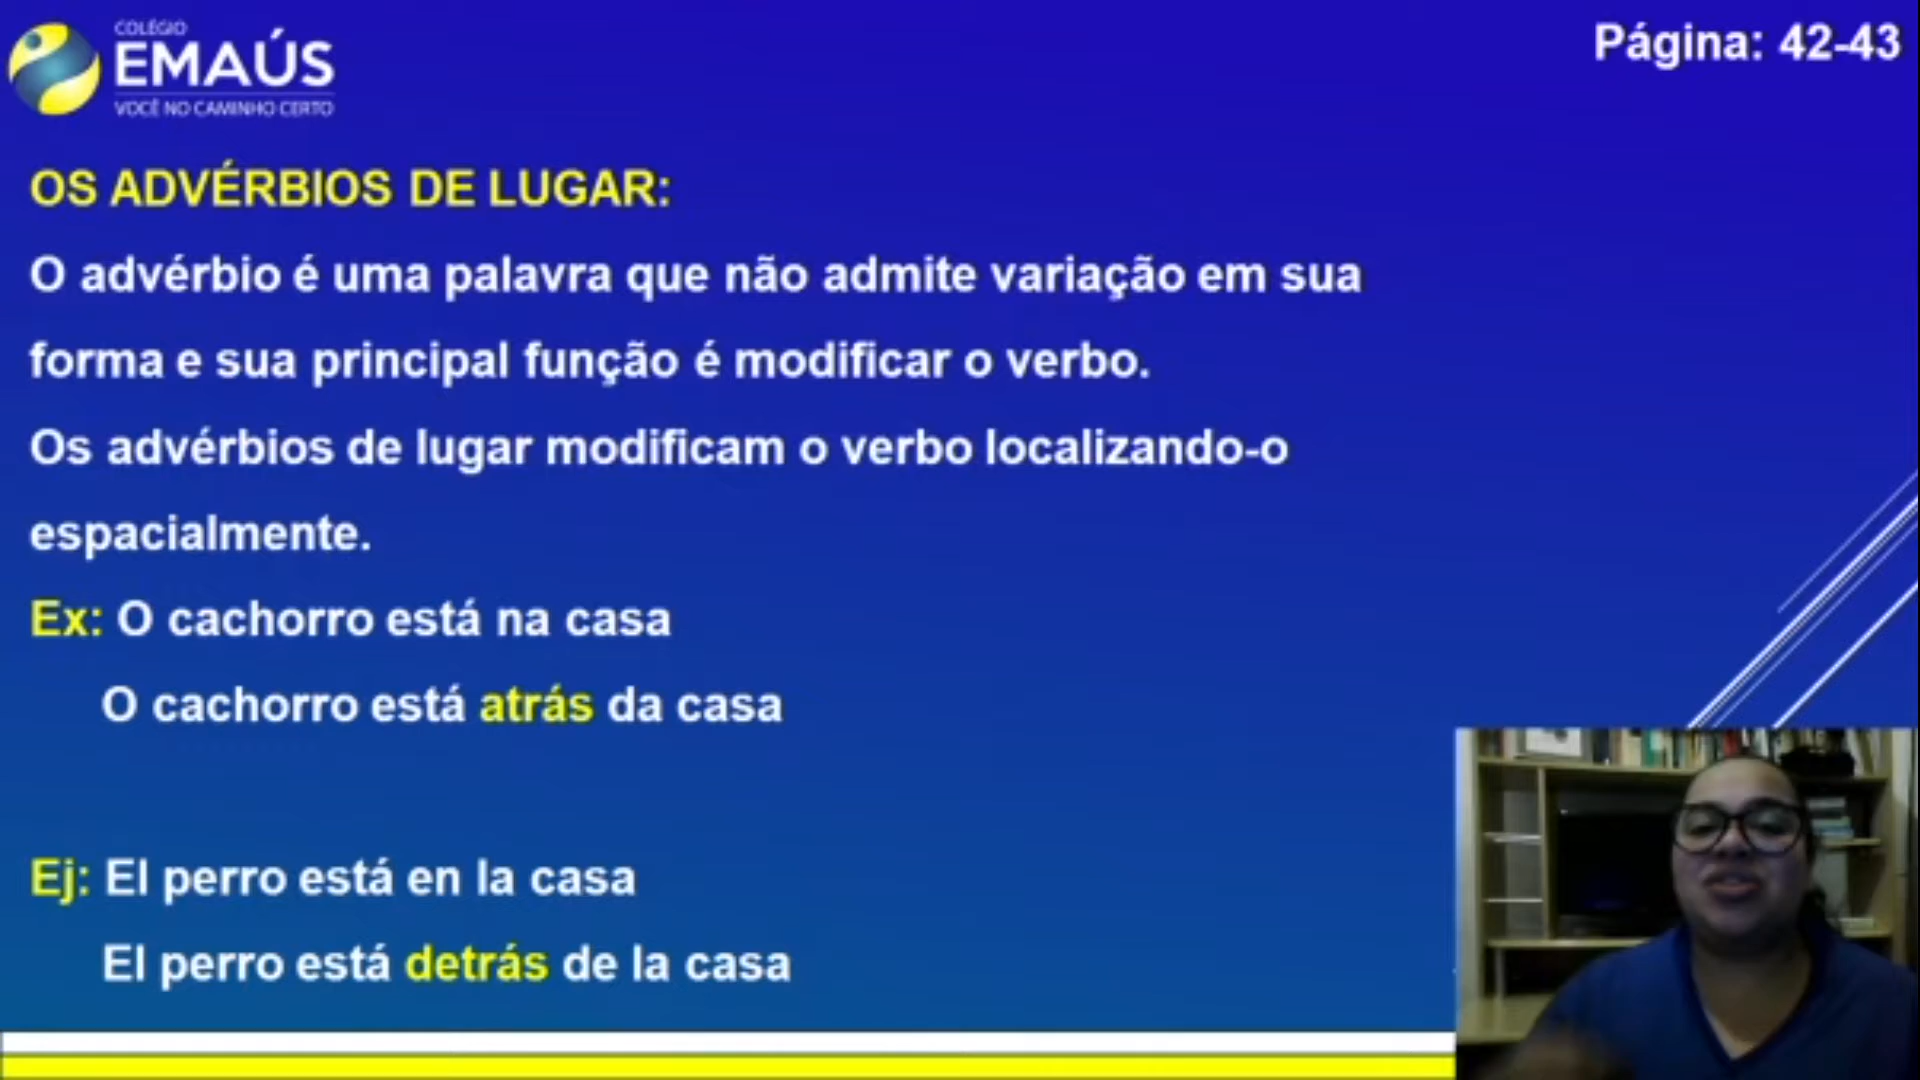 COLÉGIO
EMAÚS
VOCÊ NO CAMINHO CERTO
Página: 42-43
OS ADVÉRBIOS DE LUGAR:
O advérbio é uma palavra que não admite variação em sua
forma e sua principal função é modificar o verbo.
Os advérbios de lugar modificam o verbo localizando-o
espacialmente.
Ex: O cachorro está na casa
O cachorro está atrás da casa
Ej: El perro está en la casa
El perro está detrás de la casa